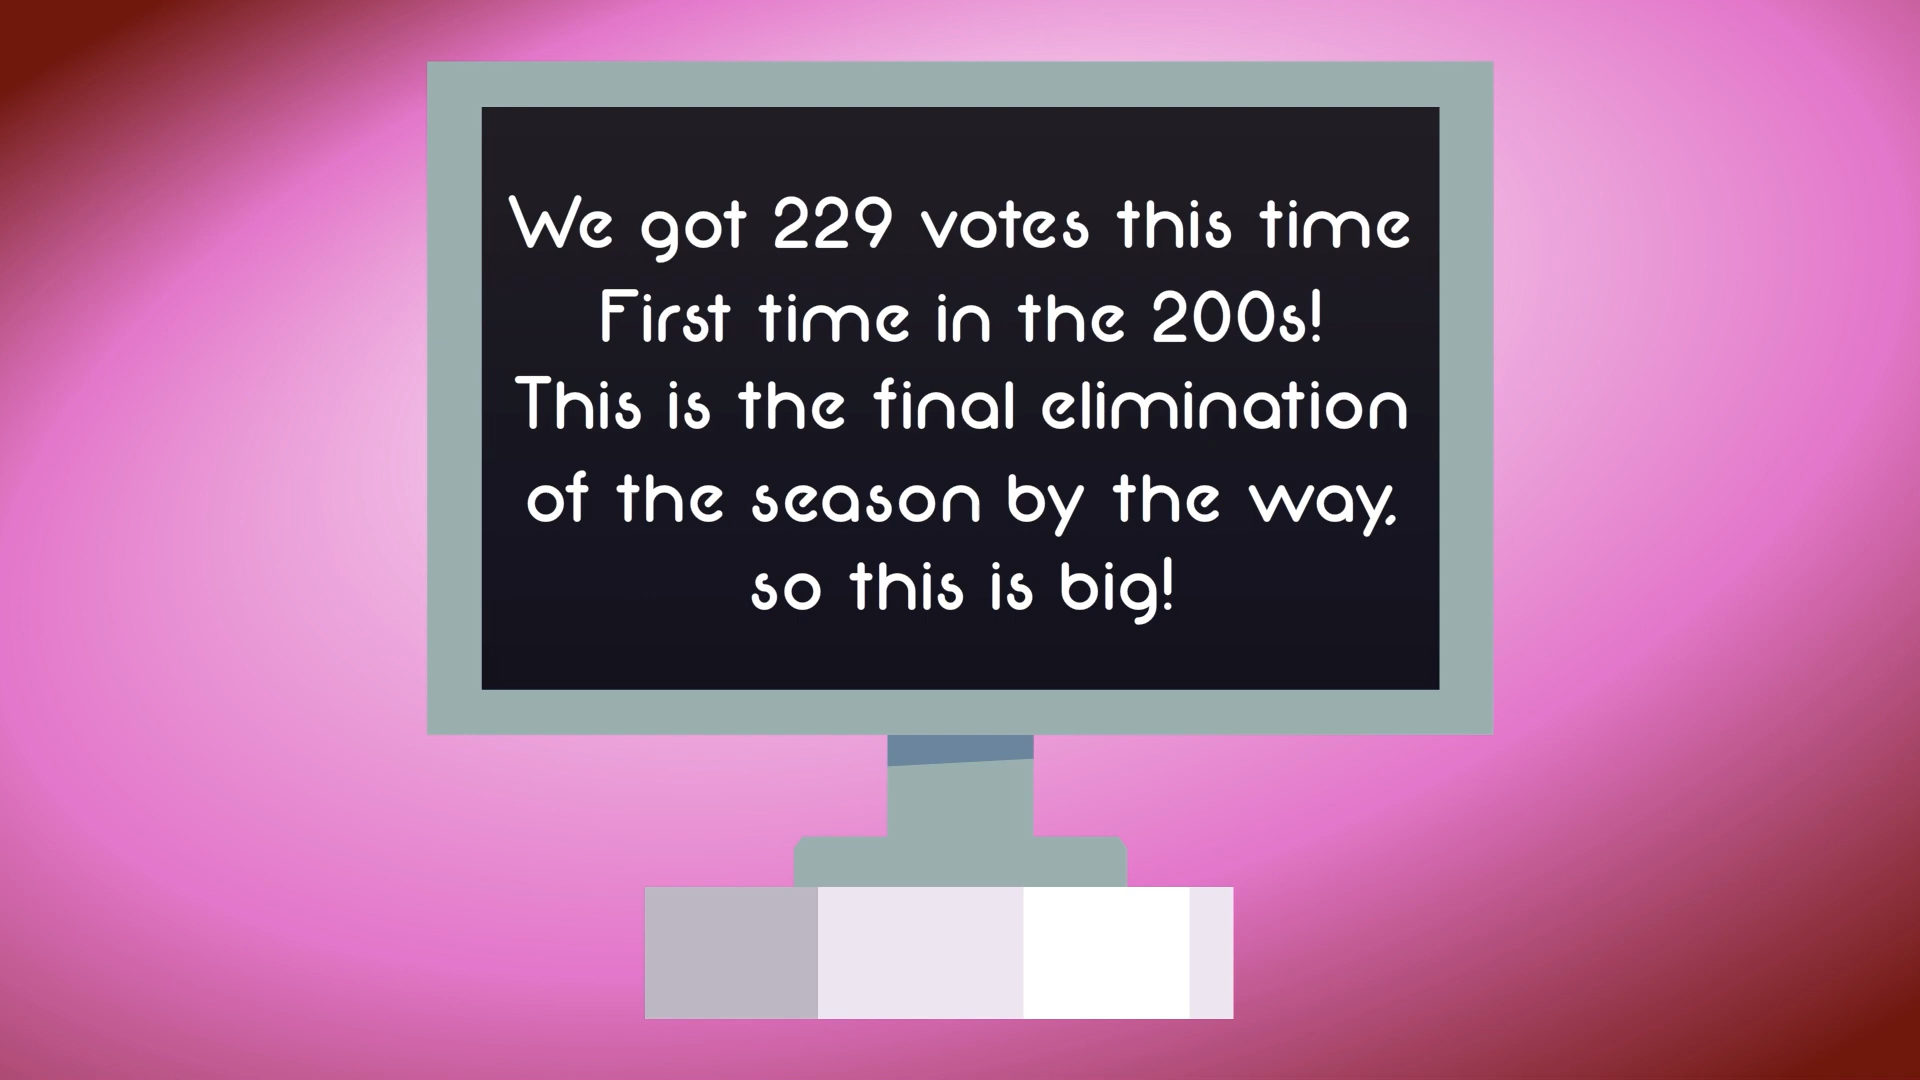 We got 229 votes this time
First time in the 200s!
This is the final elimination
of the season by the way,
so this is big!